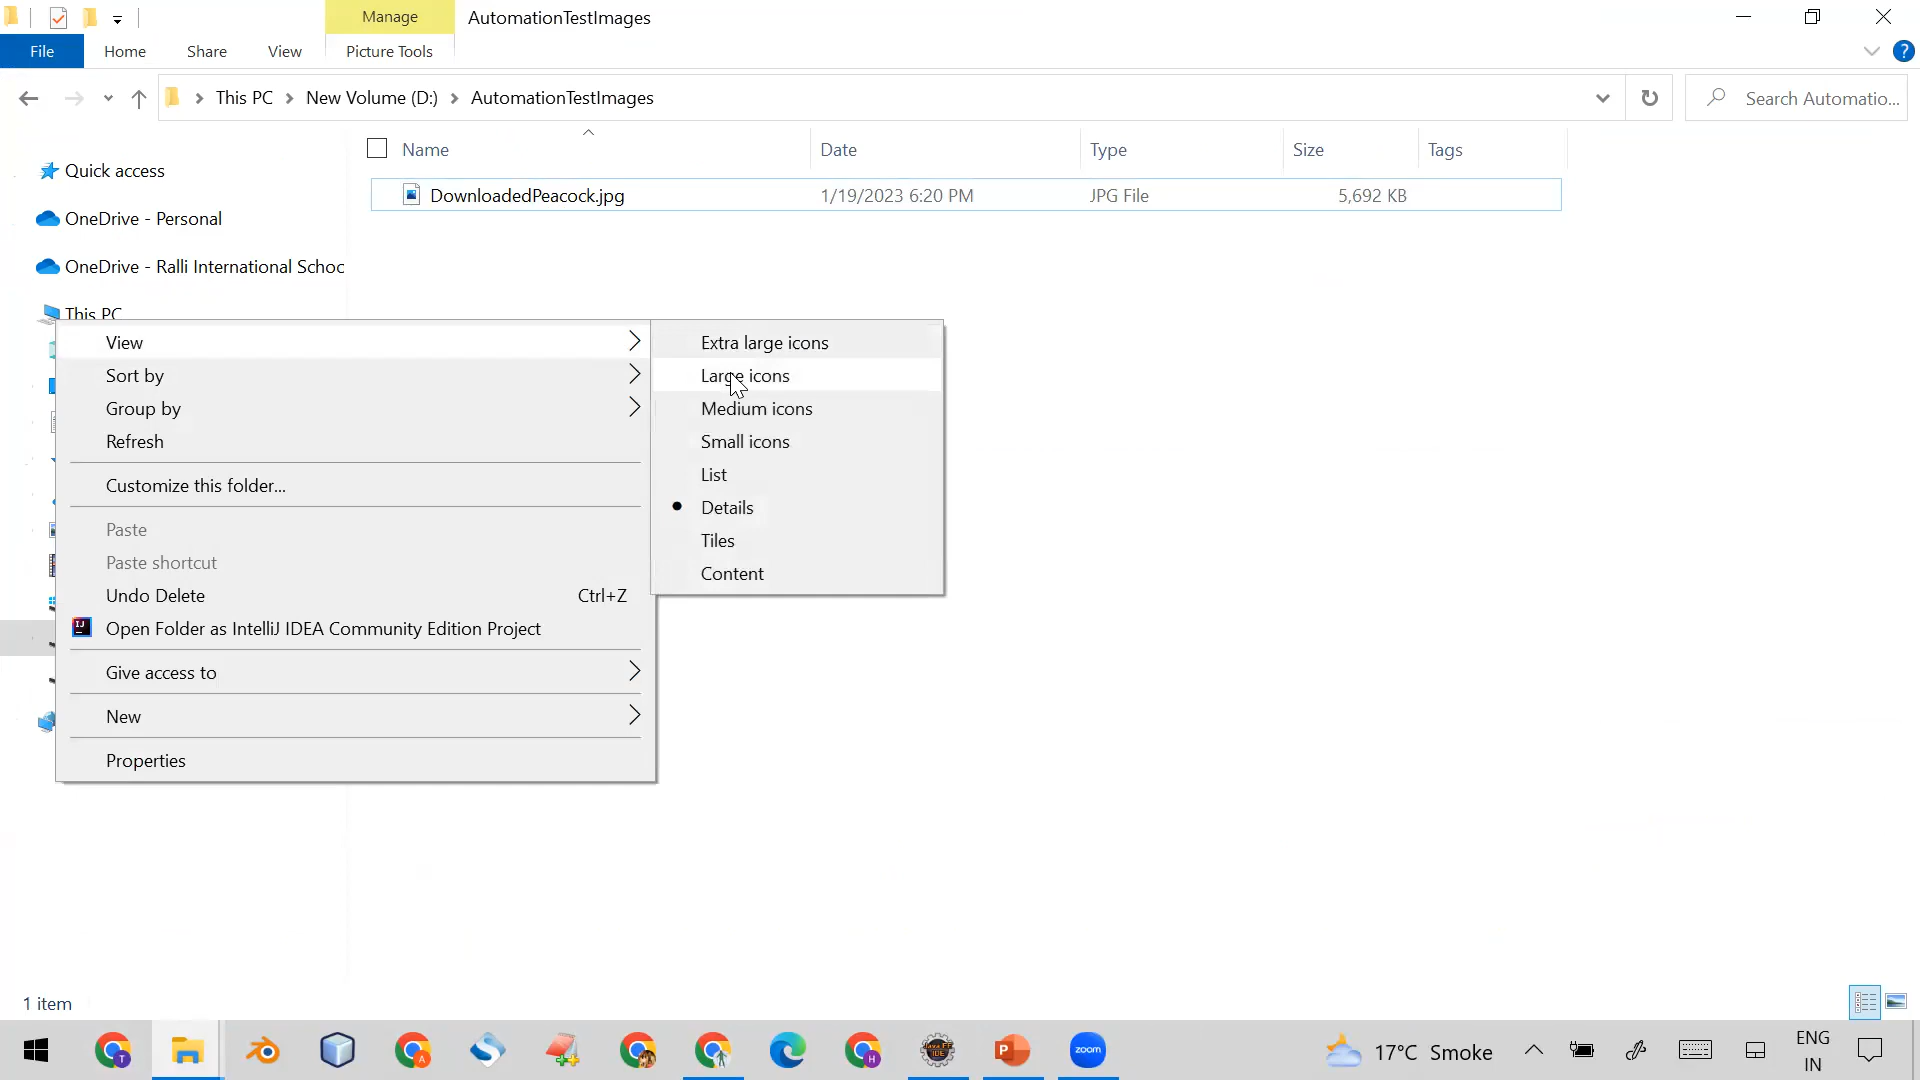 Manage
AutomationTestImages
File
Home
Share
View
Picture Tools
This PC
New Volume (D:)
AutomationTestImages
Search Automatio...
Name
Date
Type
Size
Tags
DownloadedPeacock.jpg
1/19/2023 6:20 PM
JPG File
5,692 KB
Quick access
OneDrive - Personal
OneDrive - Ralli International Schoo
This PC
View
Sort by
Group by
Refresh
Customize this folder...
Paste
Paste shortcut
Undo Delete Ctrl+Z
Open Folder as IntelliJ IDEA Community Edition Project
Give access to
New
Properties
Extra large icons
Large icons
Medium icons
Small icons
List
Details
Tiles
Content
1 item
zoom
17°C Smoke
ENG
IN